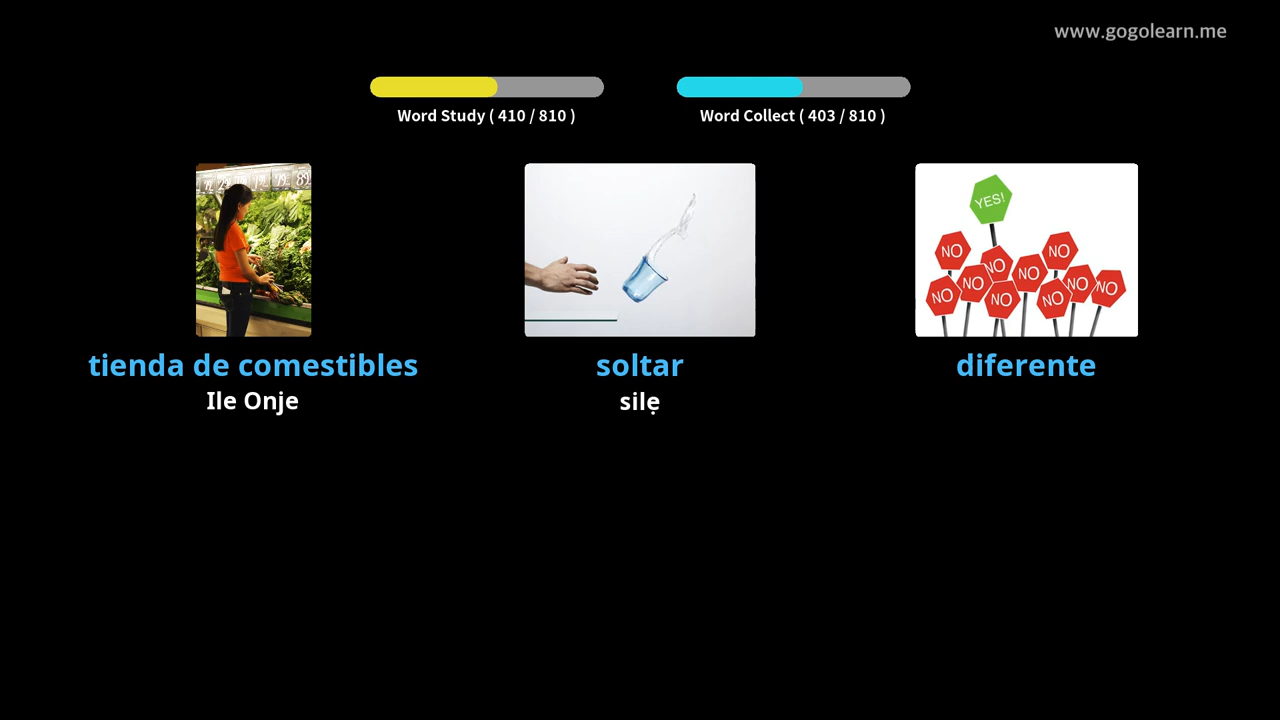 www.gogolearn.me
Word Study ( 410 / 810 )
Word Collect ( 403 / 810 )
YES!
NO
NO
NO
NO
NO
NO
NO
NO
NO
NO
tienda de comestibles
soltar
diferente
Ile Onje
silẹ